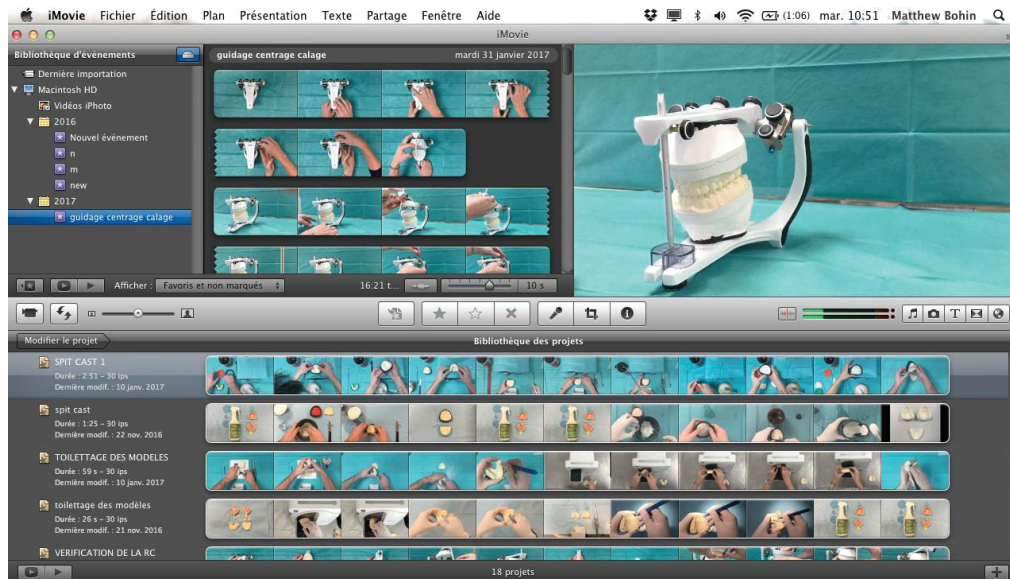 iMovie Fichier Édition Plan Présentation Texte Partage Fenêtre Aide (1:06) mar. 10:51 Matthew Bohin
iMovie
Bibliothèque d'événements
Dernière importation
Macintosh HD
Vidéos iPhoto
2016
Nouvel événement
n
m
new
2017
guidage centrage calage
guidage centrage calage mardi 31 janvier 2017
Afficher : Favoris et non marqués 16:21 t... 10 s
Modifier le projet Bibliothèque des projets
SPIT CAST 1
Durée : 2:51 – 30 ips
Dernière modif. : 10 janv. 2017
spit cast
Durée : 1:25 – 30 ips
Dernière modif. : 22 nov. 2016
TOILETTAGE DES MODELES
Durée : 59 s – 30 ips
Dernière modif. : 10 janv. 2017
toilettage des modèles
Durée : 26 s – 30 ips
Dernière modif. : 21 nov. 2016
VERIFICATION DE LA RC
18 projets